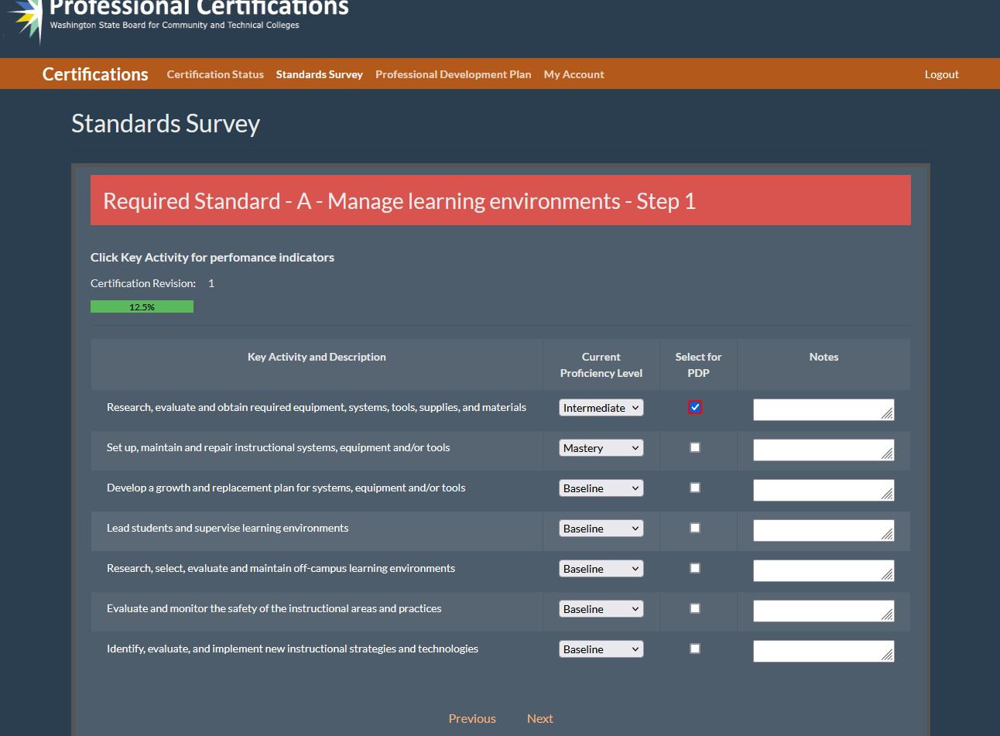 Professional Certifications
Washington State Board for Community and Technical Colleges
Certifications Certification Status Standards Survey Professional Development Plan My Account Logout
Standards Survey
Required Standard - A - Manage learning environments - Step 1
Click Key Activity for perfomance indicators
Certification Revision: 1
12.5%
Key Activity and Description Current Proficiency Level Select for PDP Notes
Research, evaluate and obtain required equipment, systems, tools, supplies, and materials Intermediate
Set up, maintain and repair instructional systems, equipment and/or tools Mastery
Develop a growth and replacement plan for systems, equipment and/or tools Baseline
Lead students and supervise learning environments Baseline
Research, select, evaluate and maintain off-campus learning environments Baseline
Evaluate and monitor the safety of the instructional areas and practices Baseline
Identify, evaluate, and implement new instructional strategies and technologies Baseline
Previous Next